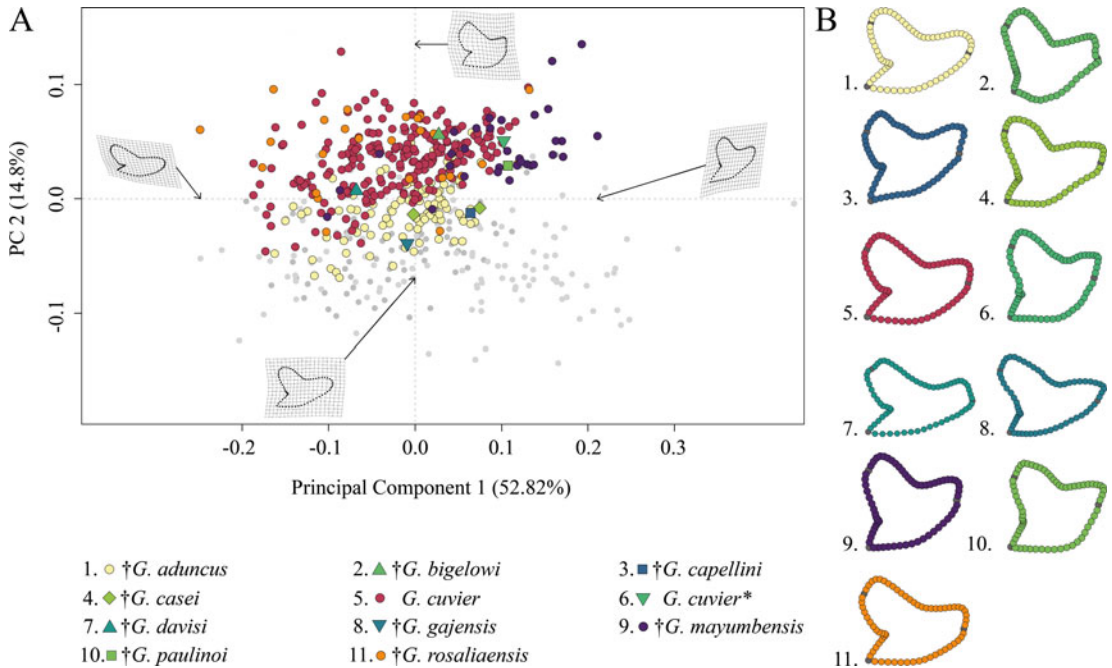 A
B
PC 2 (14.8%)
0.1
0.0
-0.1
-0.2
-0.1
0.0
0.1
0.2
0.3
Principal Component 1 (52.82%)
1.
2.
3.
4.
5.
6.
7.
8.
9.
10.
11.
1. †G. aduncus
2. †G. bigelowi
3. †G. capellini
4. †G. casei
5. G. cuvier
6. G. cuvier*
7. †G. davisi
8. †G. gajensis
9. †G. mayumbensis
10. †G. paulinoi
11. †G. rosaliaensis